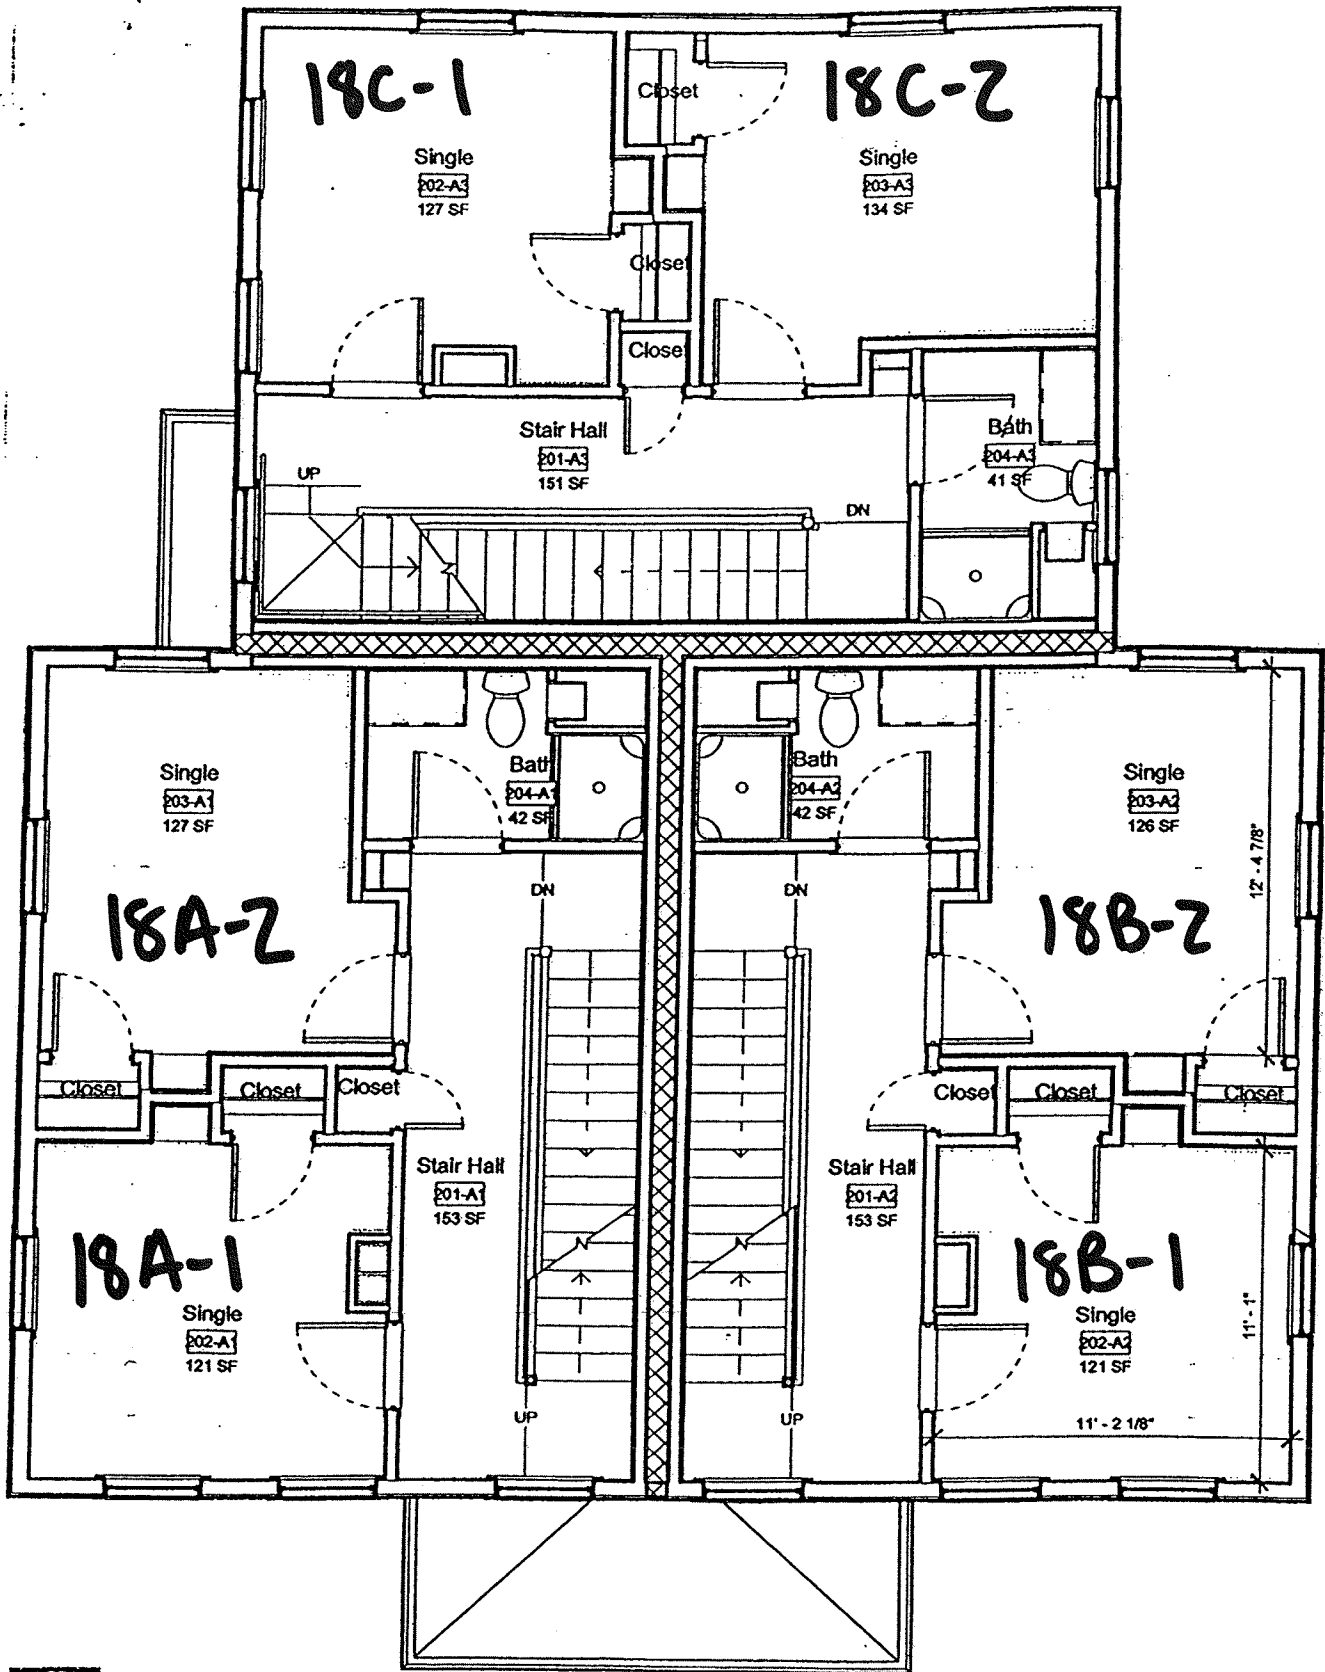 18C-1
Single
202-A3
127 SF
Closet
18C-2
Single
203-A3
134 SF
Closet
Closet
Stair Hall
201-A3
151 SF
UP
DN
Bath
204-A3
41 SF
Single
203-A1
127 SF
18A-2
Bath
204-A1
42 SF
DN
Bath
204-A2
42 SF
DN
Single
203-A2
126 SF
12' - 4 7/8"
18B-2
Closet
Closet
Closet
Closet
Closet
Closet
Stair Hall
201-A1
153 SF
UP
Stair Hall
201-A2
153 SF
UP
18A-1
Single
202-A1
121 SF
18B-1
Single
202-A2
121 SF
11' - 1"
11' - 2 1/8"